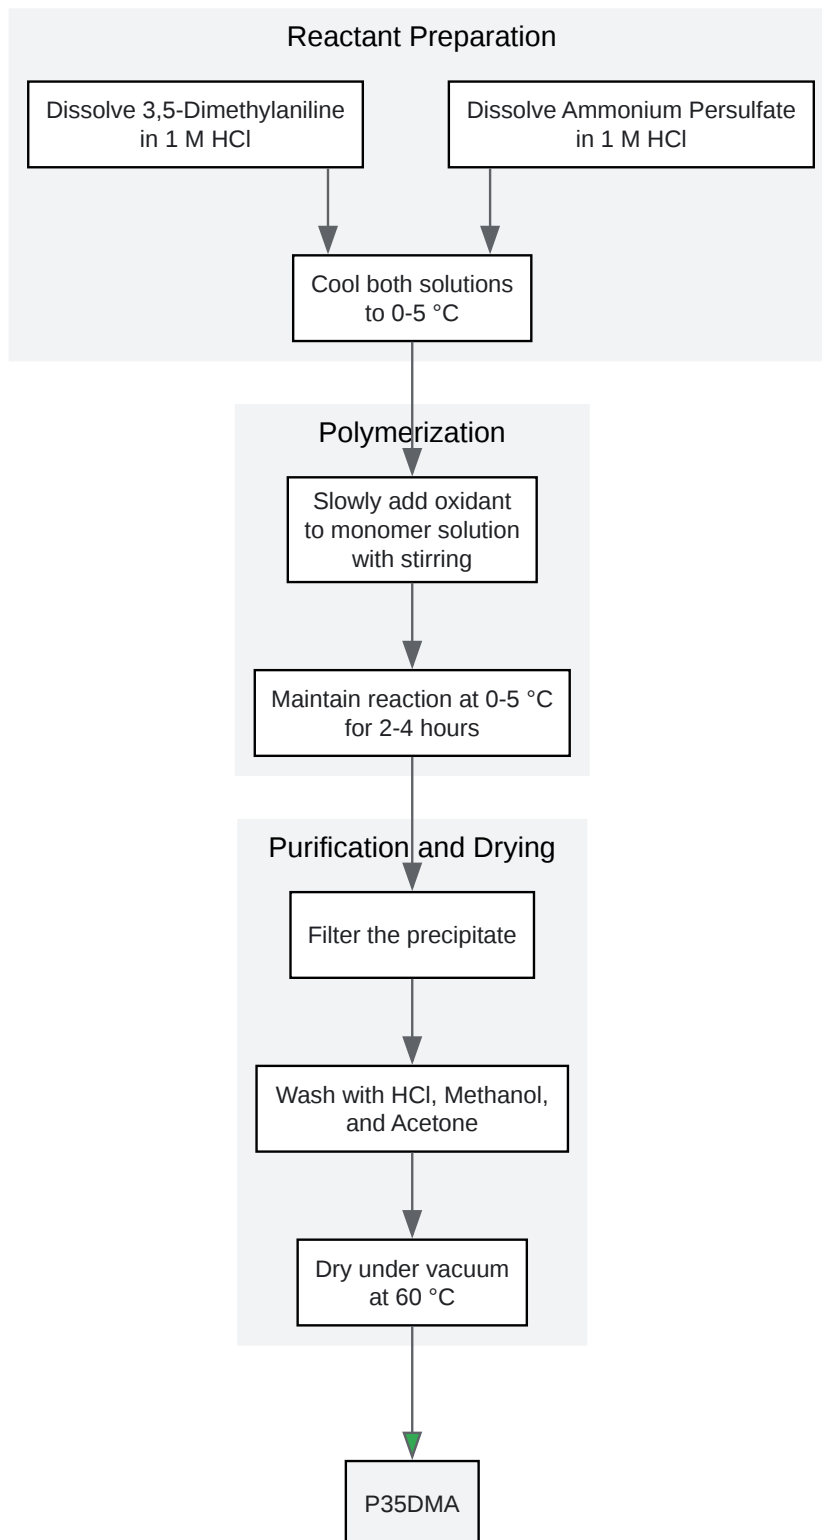 Reactant Preparation
Dissolve 3,5-Dimethylaniline
in 1 M HCl
Dissolve Ammonium Persulfate
in 1 M HCl
Cool both solutions
to 0-5 °C
Polymerization
Slowly add oxidant
to monomer solution
with stirring
Maintain reaction at 0-5 °C
for 2-4 hours
Purification and Drying
Filter the precipitate
Wash with HCl, Methanol,
and Acetone
Dry under vacuum
at 60 °C
P35DMA